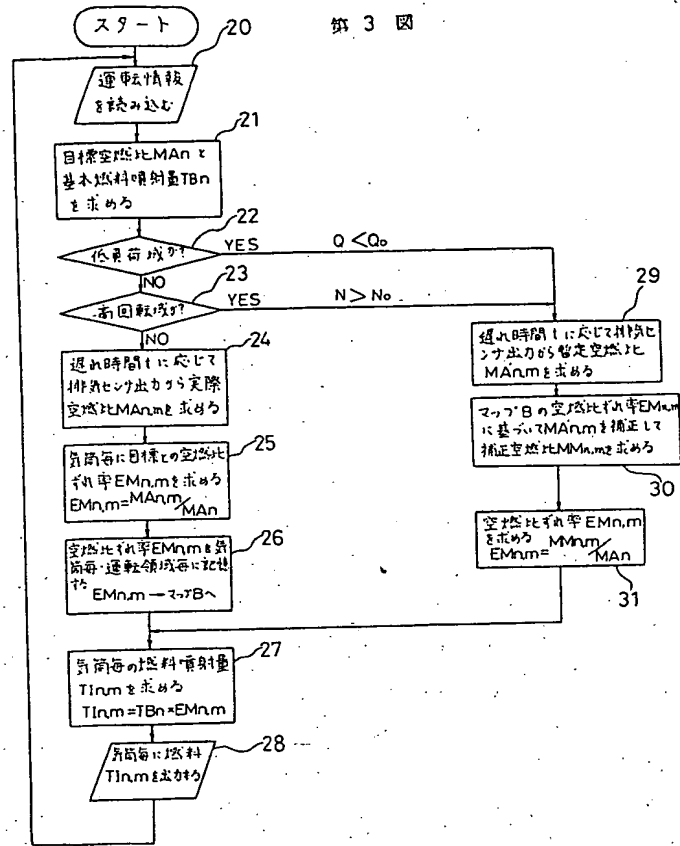 第 3 図
スタート
20
運転情報
を読み込む
21
目標空燃比MAnと
基本燃料噴射量TBn
を求める
22
低負荷域か?
YES
Q<Qo
NO
23
高回転域か?
YES
N>No
NO
24
遅れ時間tに応じて
排気センサ出力から実際
空燃比MAn,mを求める
25
気筒毎に目標との空燃比
ずれ率EMn,mを求める
EMn,m=MAn,m/MAn
26
空燃比ずれ率EMn,mを気
筒毎・運転領域毎に記憶
する
EMn,m→マップBへ
27
気筒毎の燃料噴射量
TIn,mを求める
TIn,m=TBn*EMn,m
28
気筒毎に燃料
TIn,mを出力する
29
遅れ時間tに応じて排気セ
ンサ出力から暫定空燃比
MA'n,mを求める
マップBの空燃比ずれ率EMn,m
に基づいてMA'n,mを補正して
補正空燃比MMn,mを求める
30
空燃比ずれ率EMn,m
を求める
EMn,m=MMn,m/MAn
31